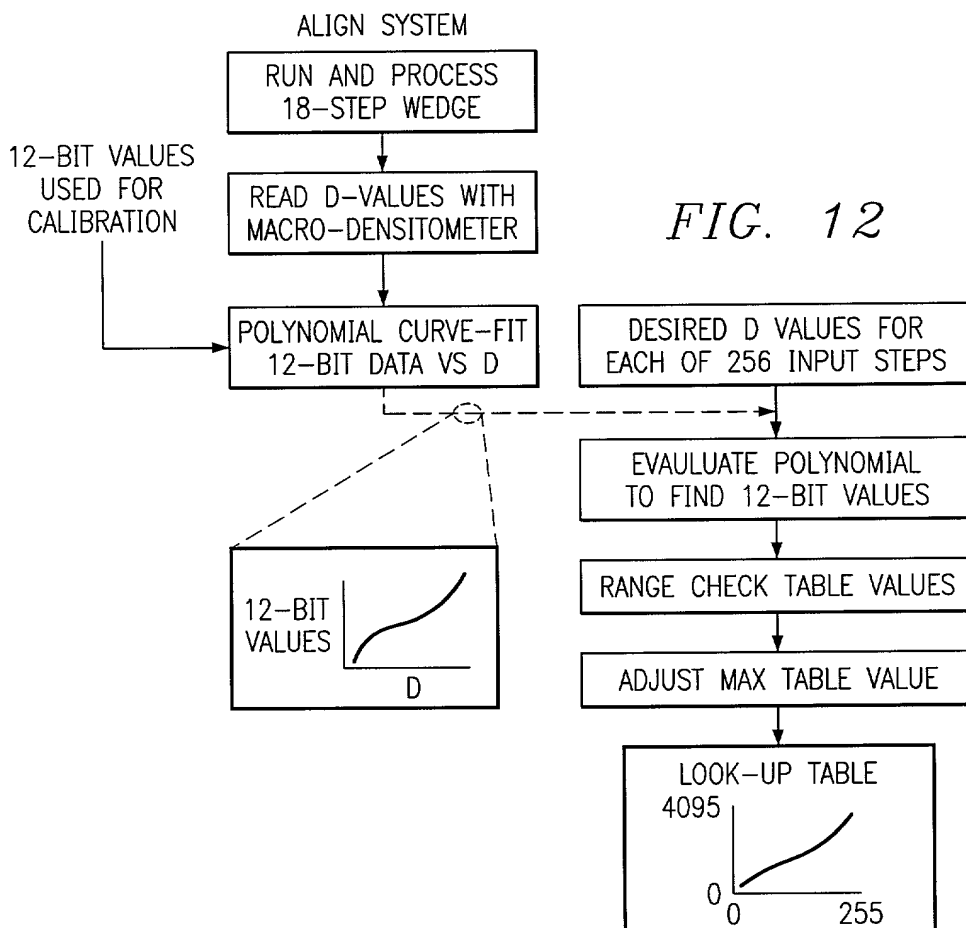 ALIGN SYSTEM
RUN AND PROCESS
18-STEP WEDGE
12-BIT VALUES
USED FOR
CALIBRATION
READ D-VALUES WITH
MACRO-DENSITOMETER
FIG. 12
POLYNOMIAL CURVE-FIT
12-BIT DATA VS D
DESIRED D VALUES FOR
EACH OF 256 INPUT STEPS
EVAULUATE POLYNOMIAL
TO FIND 12-BIT VALUES
12-BIT
VALUES
D
RANGE CHECK TABLE VALUES
ADJUST MAX TABLE VALUE
LOOK-UP TABLE
4095
0
0 255